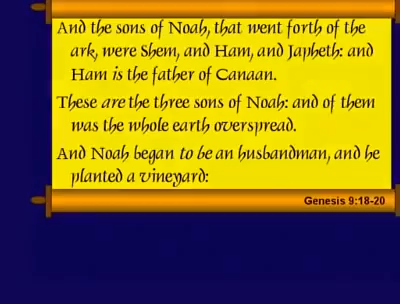 And the sons of Noah, that went forth of the
ark, were Shem, and Ham, and Japheth: and
Ham is the father of Canaan.
These are the three sons of Noah: and of them
was the whole earth overspread.
And Noah began to be an husbandman, and he
planted a vineyard:
Genesis 9:18-20